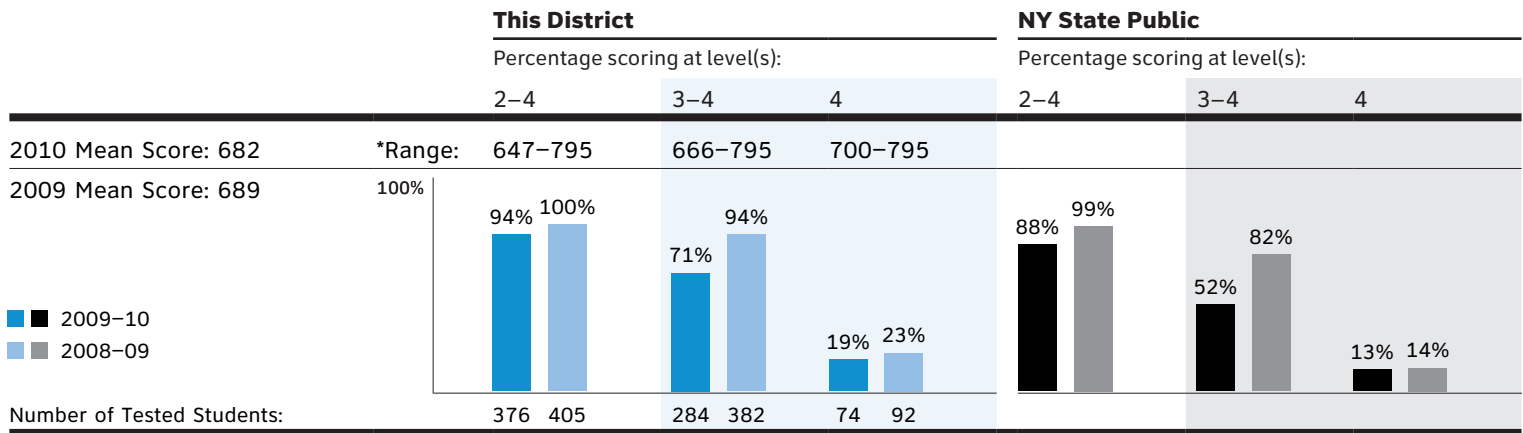 This District NY State Public
Percentage scoring at level(s): Percentage scoring at level(s):
2–4 3–4 4 2–4 3–4 4
2010 Mean Score: 682 *Range: 647–795 666–795 700–795
2009 Mean Score: 689 100%
94% 100% 71% 94% 19% 23% 88% 99% 52% 82% 13% 14%
2009–10
2008–09
Number of Tested Students: 376 405 284 382 74 92